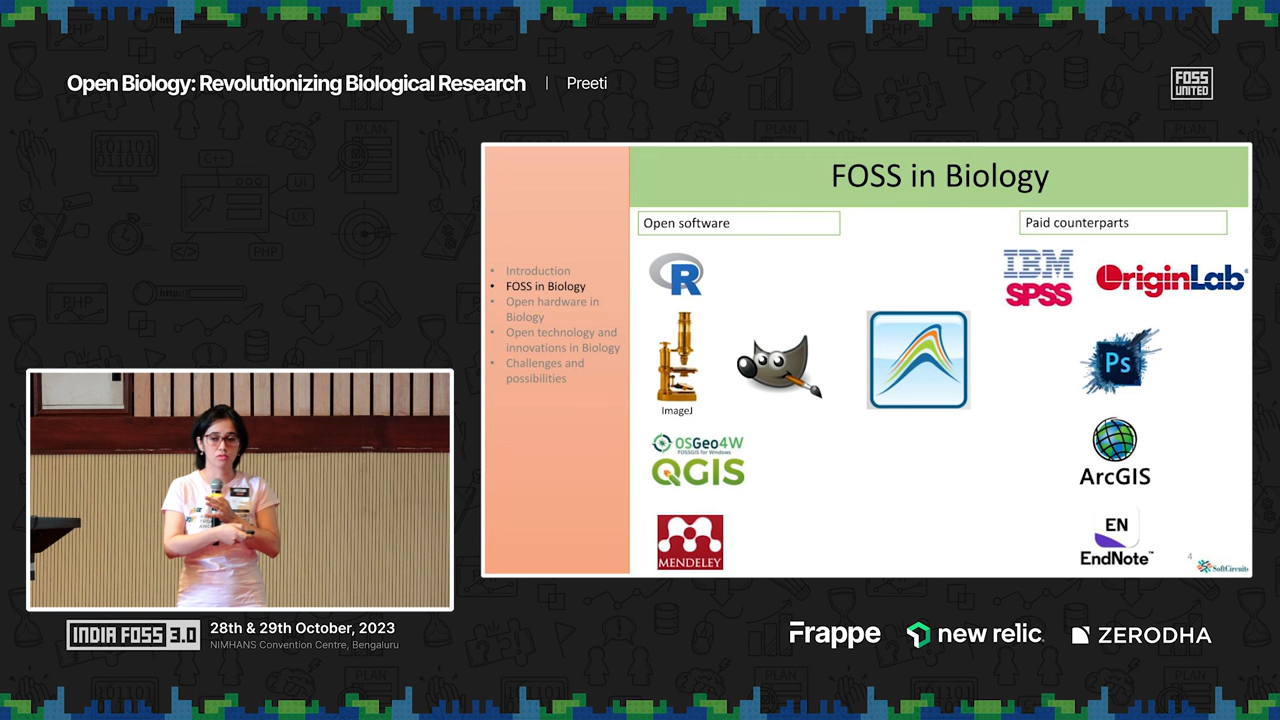 Open Biology: Revolutionizing Biological Research | Preeti
FOSS
UNITED
FOSS in Biology
Open software
Paid counterparts
• Introduction
• FOSS in Biology
• Open hardware in
Biology
• Open technology and
innovations in Biology
• Challenges and
possibilities
R
IBM
SPSS
OriginLab
Ps
ImageJ
OSGeo4W
FOSSGIS for Windows
QGIS
ArcGIS
MENDELEY
EN
EndNote™
4
SoftCircuits
INDIA FOSS 3.0
28th & 29th October, 2023
NIMHANS Convention Centre, Bengaluru
Frappe
new relic
ZERODHA